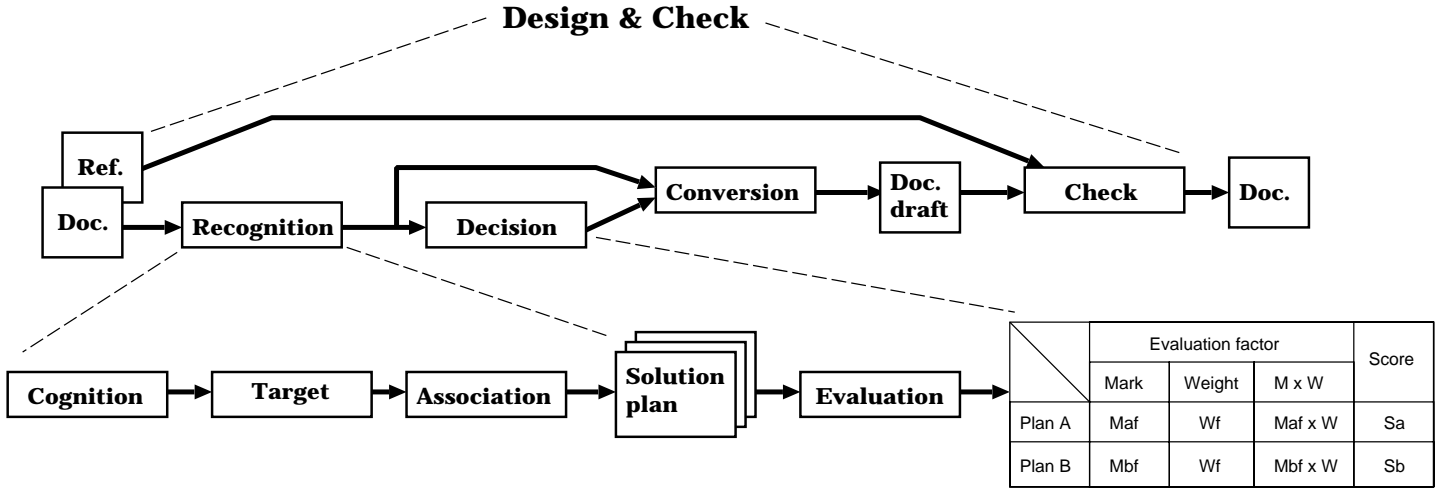 Design & Check
Ref.
Doc.
Recognition
Decision
Conversion
Doc.
draft
Check
Doc.
Cognition
Target
Association
Solution
plan
Evaluation
Evaluation factor
Score
Mark
Weight
M x W
Plan A
Maf
Wf
Maf x W
Sa
Plan B
Mbf
Wf
Mbf x W
Sb